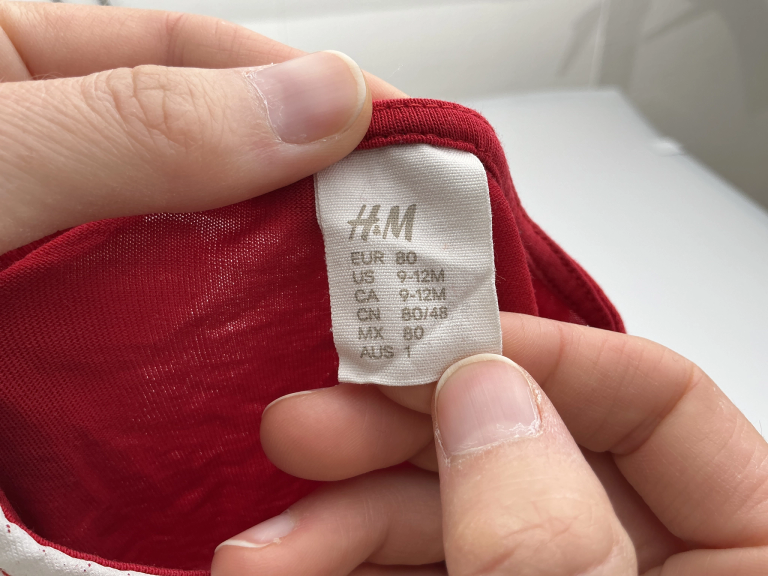 H&M
EUR 80
US 9-12M
CA 9-12M
CN 80/48
MX 80
AUS 1